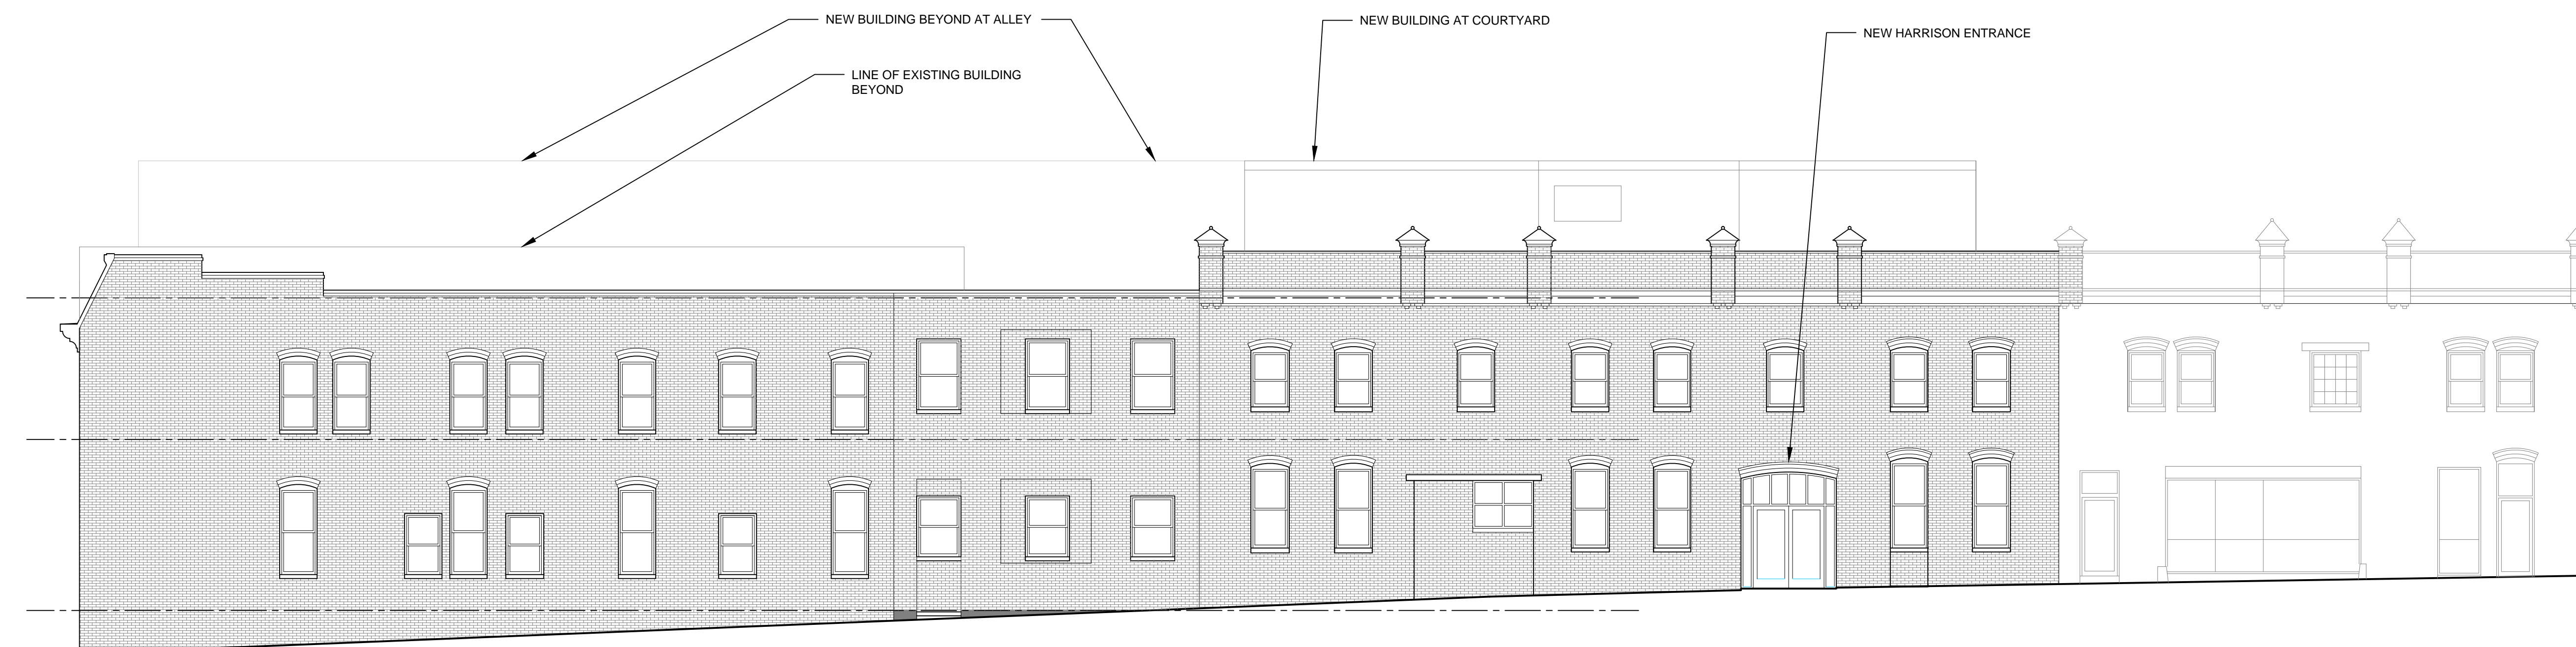 NEW BUILDING BEYOND AT ALLEY
NEW BUILDING AT COURTYARD
NEW HARRISON ENTRANCE
LINE OF EXISTING BUILDING
BEYOND